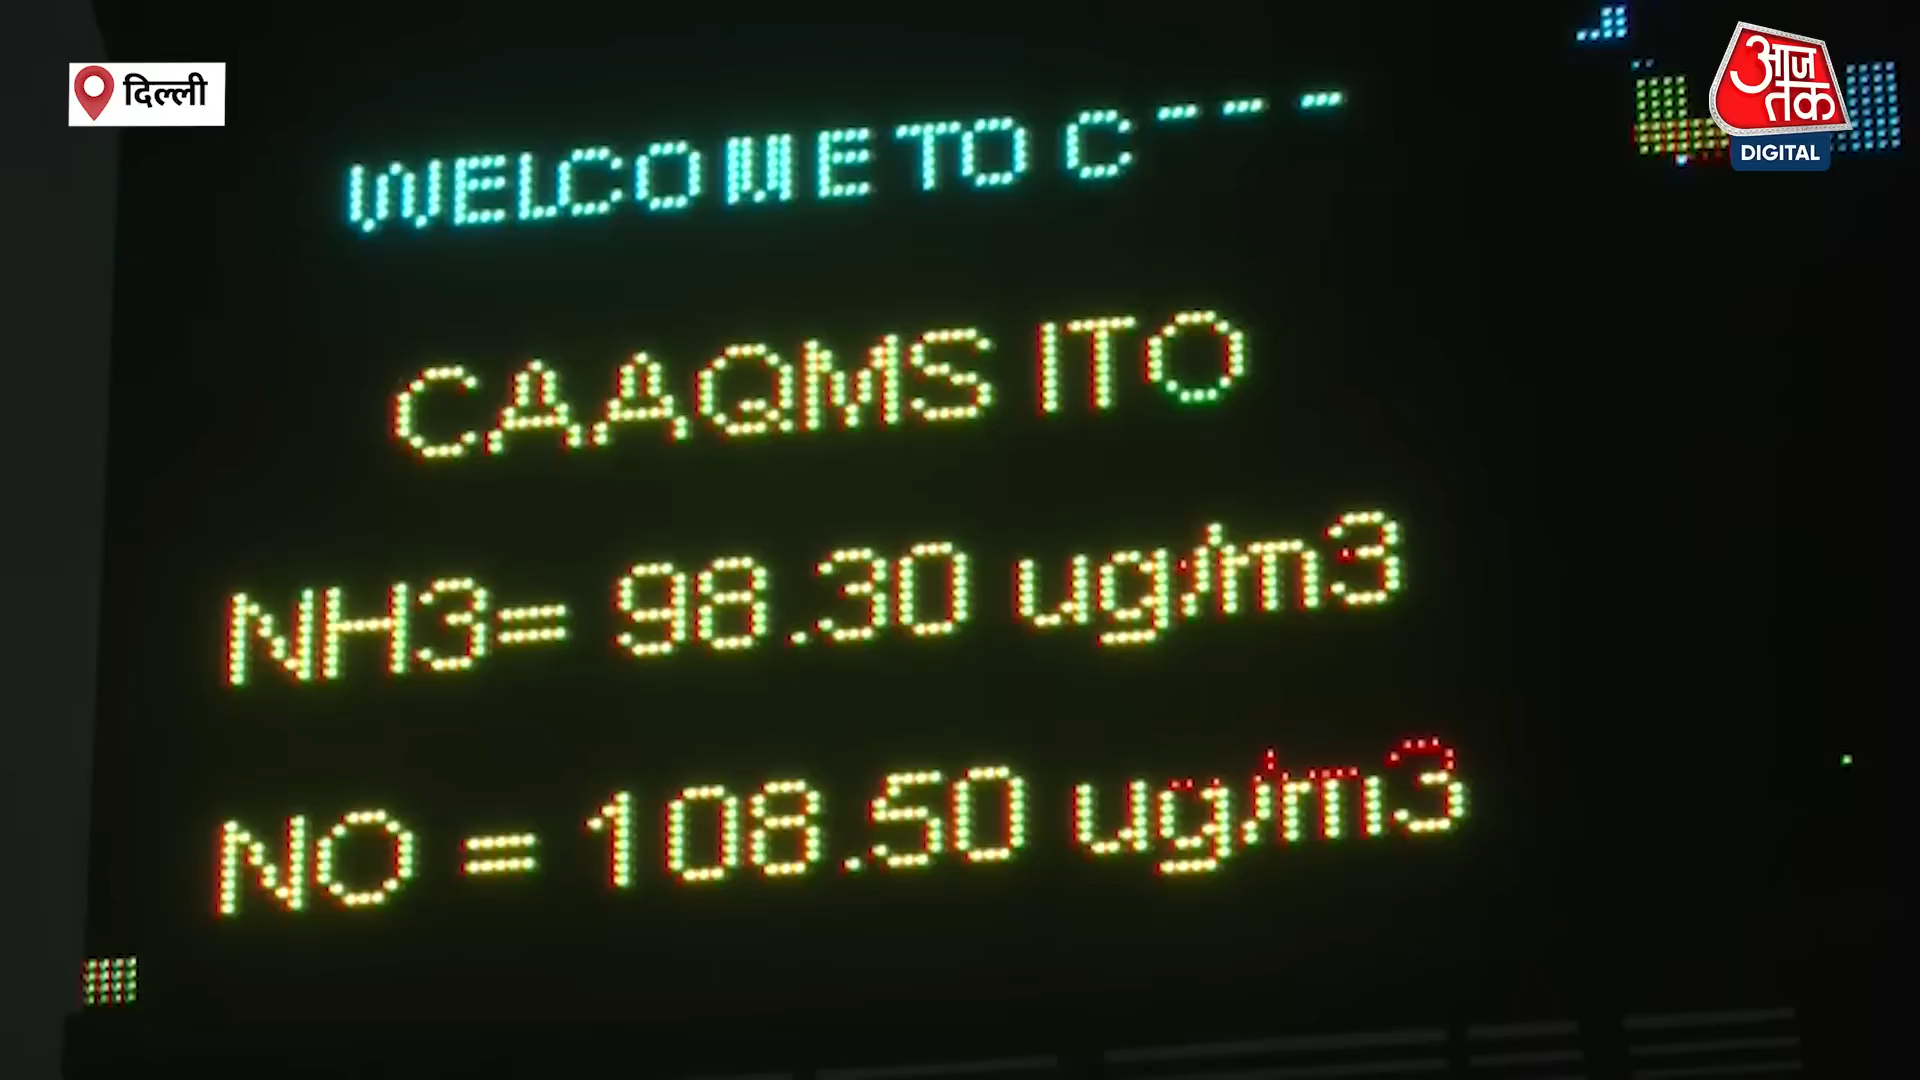 दिल्ली
आज तक
DIGITAL
WELCOME TO C - - -
CAAQMS ITO
NH3= 98.30 ug/m3
NO = 108.50 ug/m3